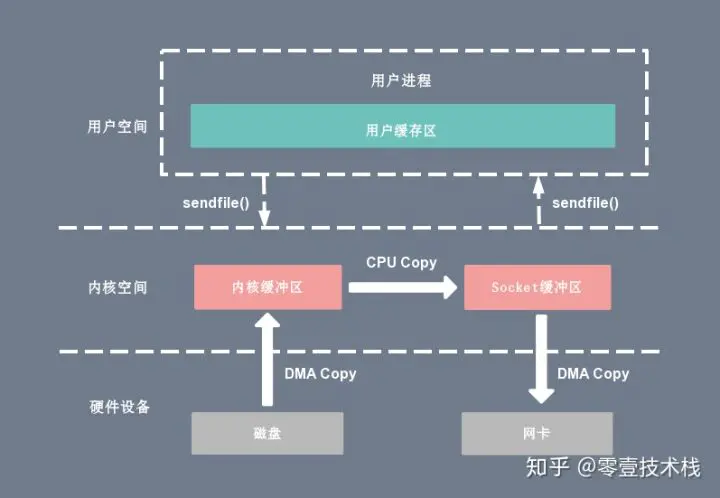 用户进程
用户空间
用户缓存区
sendfile()
sendfile()
CPU Copy
内核空间
内核缓冲区
Socket缓冲区
DMA Copy
DMA Copy
硬件设备
磁盘
网卡
知乎 @零壹技术栈